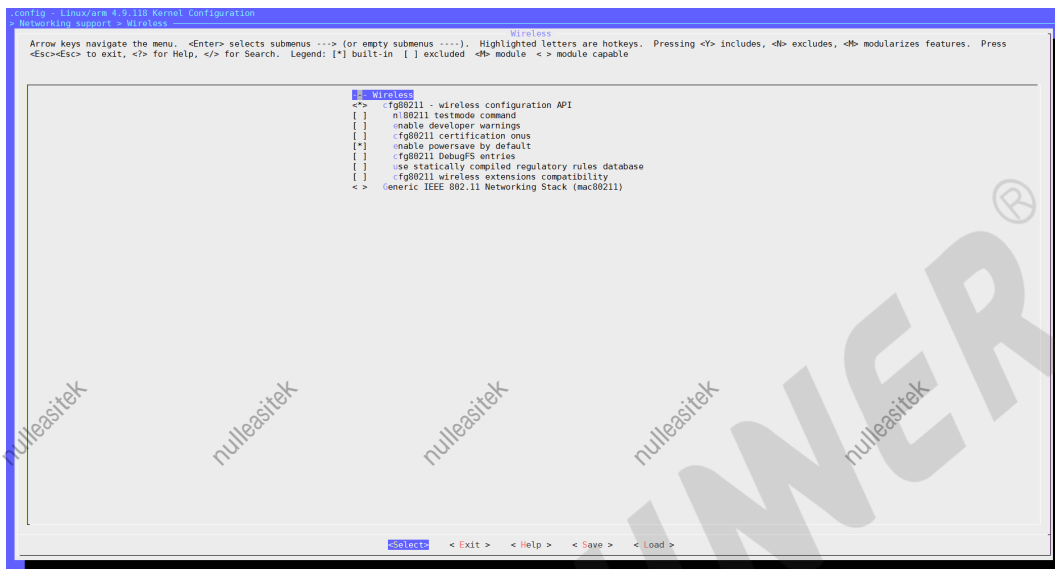 .config - Linux/arm 4.9.118 Kernel Configuration
> Networking support > Wireless
Wireless
Arrow keys navigate the menu. <Enter> selects submenus ---> (or empty submenus ----). Highlighted letters are hotkeys. Pressing <Y> includes, <N> excludes, <M> modularizes features. Press
<Esc><Esc> to exit, <?> for Help, </> for Search. Legend: [*] built-in [ ] excluded <M> module < > module capable
--- Wireless
<*> cfg80211 - wireless configuration API
[ ] nl80211 testmode command
[ ] enable developer warnings
[ ] cfg80211 certification onus
[*] enable powersave by default
[ ] cfg80211 DebugFS entries
[ ] use statically compiled regulatory rules database
[ ] cfg80211 wireless extensions compatibility
< > Generic IEEE 802.11 Networking Stack (mac80211)
®
nulleasitek nulleasitek nulleasitek nulleasitek nulleasitek
<Select> < Exit > < Help > < Save > < Load >